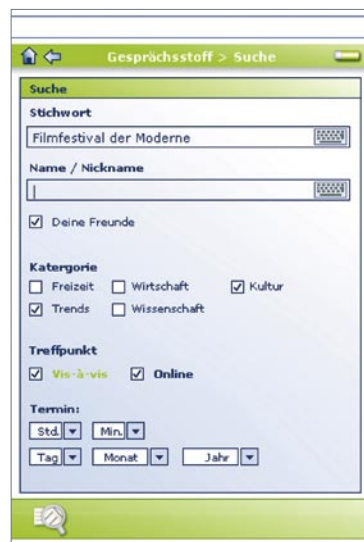 Gesprächsstoff > Suche
Suche
Stichwort
Filmfestival der Moderne
Name / Nickname
Deine Freunde
Katergorie
Freizeit Wirtschaft Kultur
Trends Wissenschaft
Treffpunkt
Vis-à-vis Online
Termin:
Std. Min.
Tag Monat Jahr